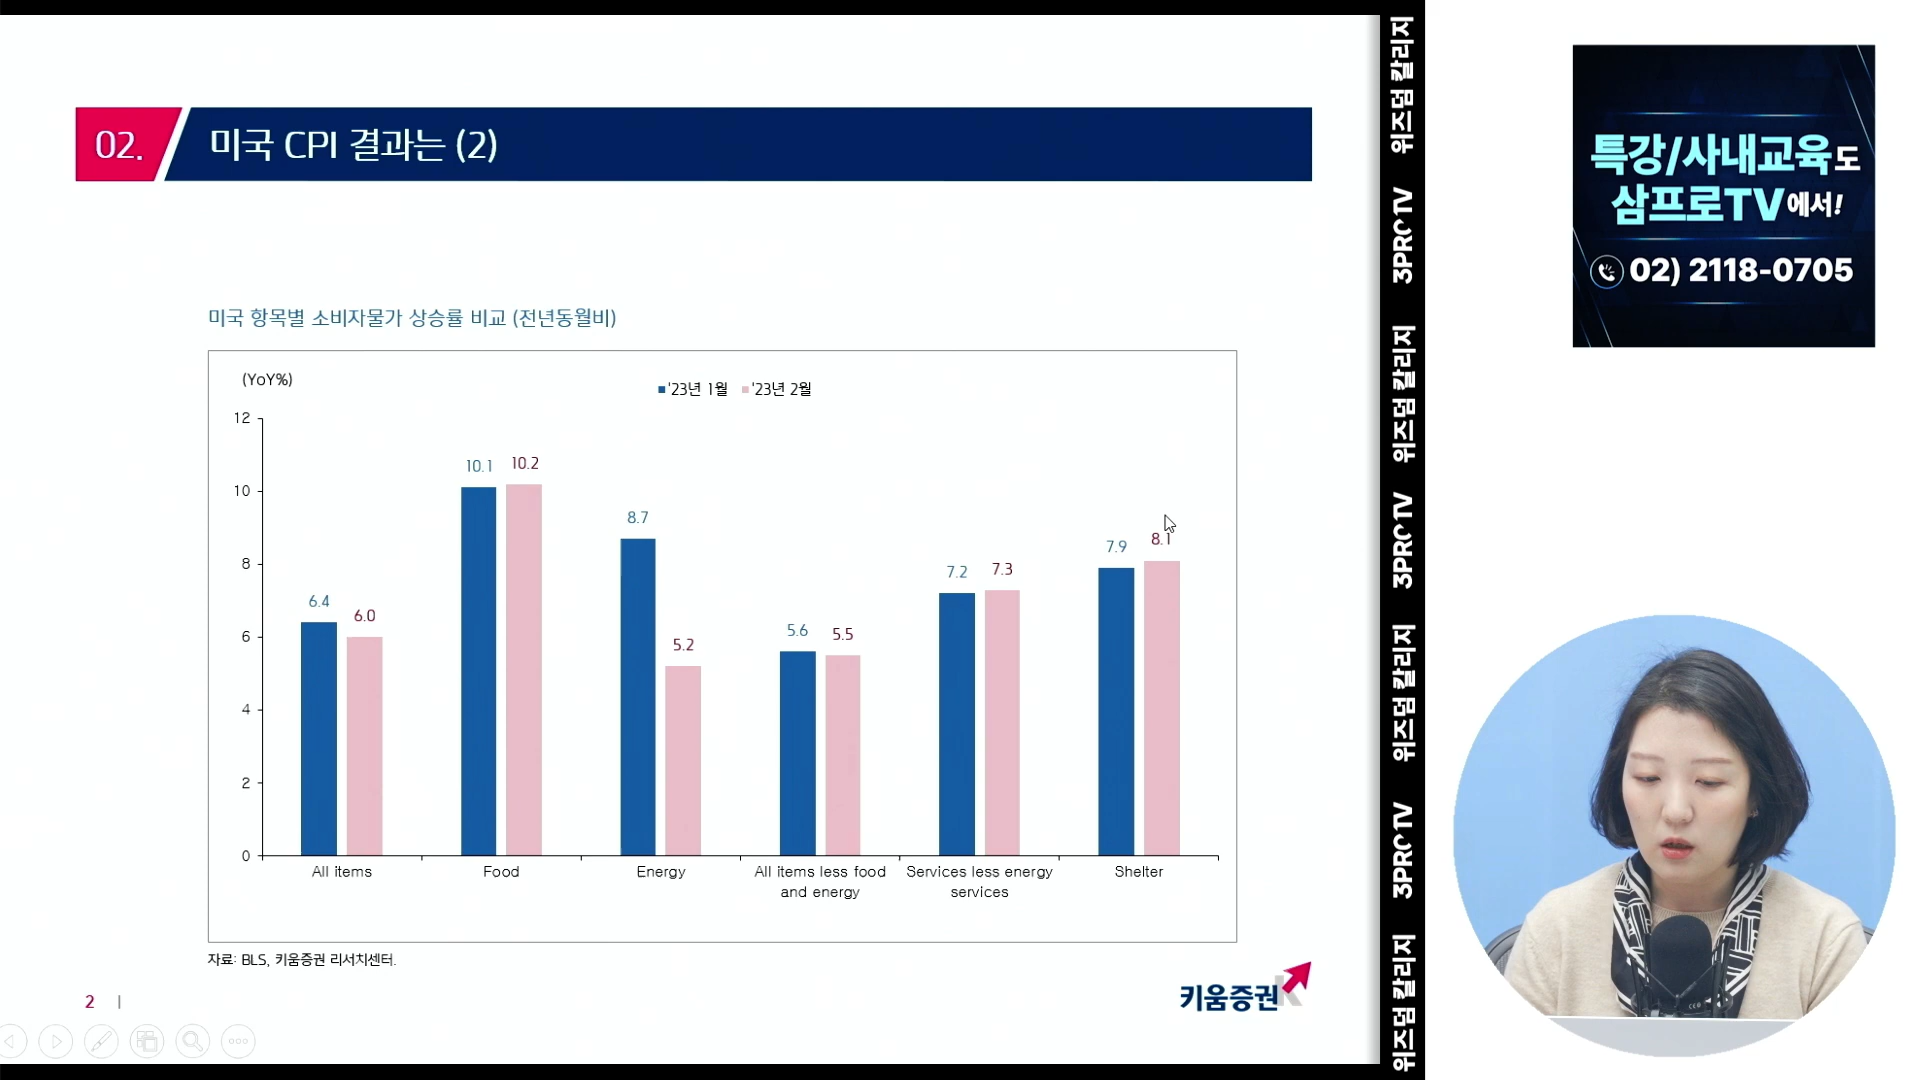 02.
미국 CPI 결과는 (2)
미국 항목별 소비자물가 상승률 비교 (전년동월비)
(YoY%)
'23년 1월
'23년 2월
12
10
8
6
4
2
0
6.4
6.0
10.1
10.2
8.7
5.2
5.6
5.5
7.2
7.3
7.9
8.1
All items
Food
Energy
All items less food
and energy
Services less energy
services
Shelter
자료: BLS, 키움증권 리서치센터.
2 |
키움증권
위즈덤 칼리지
3PROTV
위즈덤 칼리지
3PROTV
위즈덤 칼리지
3PROTV
위즈덤 칼리지
특강/사내교육도
삼프로TV에서!
02) 2118-0705